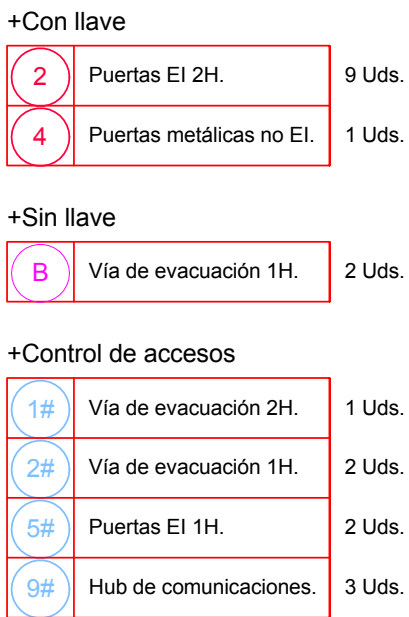 +Con llave
2 Puertas EI 2H. 9 Uds.
4 Puertas metálicas no EI. 1 Uds.
+Sin llave
B Vía de evacuación 1H. 2 Uds.
+Control de accesos
1# Vía de evacuación 2H. 1 Uds.
2# Vía de evacuación 1H. 2 Uds.
5# Puertas EI 1H. 2 Uds.
9# Hub de comunicaciones. 3 Uds.